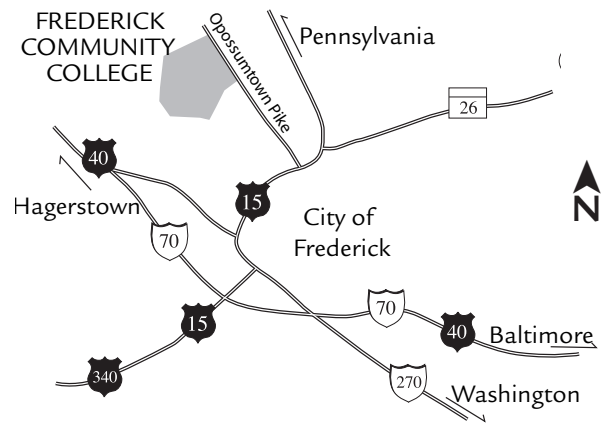 FREDERICK
COMMUNITY
COLLEGE
Opossumtown Pike
Pennsylvania
26
40
Hagerstown
15
City of
Frederick
N
70
15
70
40
Baltimore
340
270
Washington